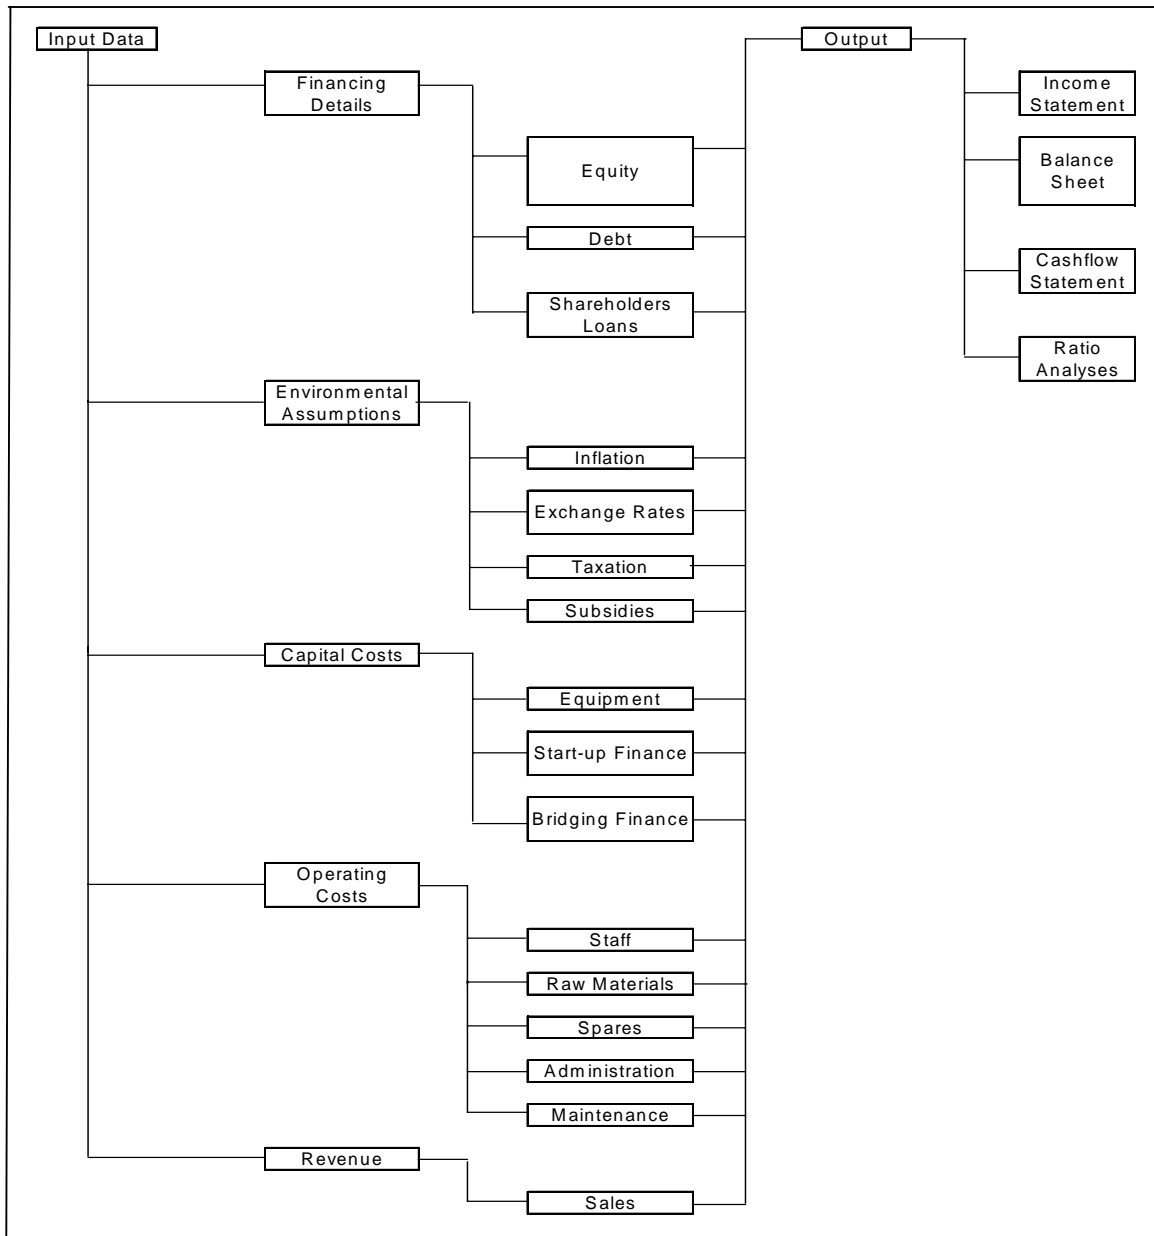 Input Data
Output
Financing
Details
Income
Statement
Equity
Balance
Sheet
Debt
Cashflow
Statement
Shareholders
Loans
Ratio
Analyses
Environmental
Assumptions
Inflation
Exchange Rates
Taxation
Subsidies
Capital Costs
Equipment
Start-up Finance
Bridging Finance
Operating
Costs
Staff
Raw Materials
Spares
Administration
Maintenance
Revenue
Sales